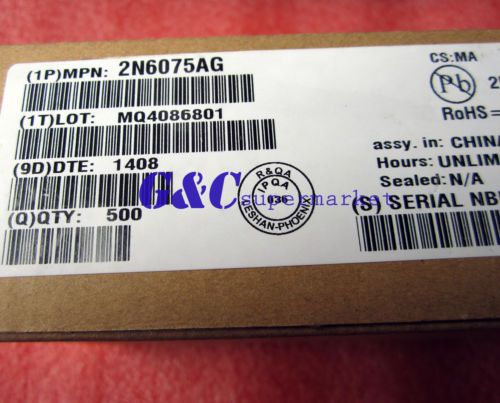 (1P)MPN: 2N6075AG
(1T)LOT: MQ4086801
(9D)DTE: 1408
(Q)QTY: 500
G&C supermarket
R&QA
IPQA
636
LESHAN-PHOENIX
CS:MA
Pb
RoHS=
assy. in: CHINA
Hours: UNLIM
Sealed: N/A
(S) SERIAL NB